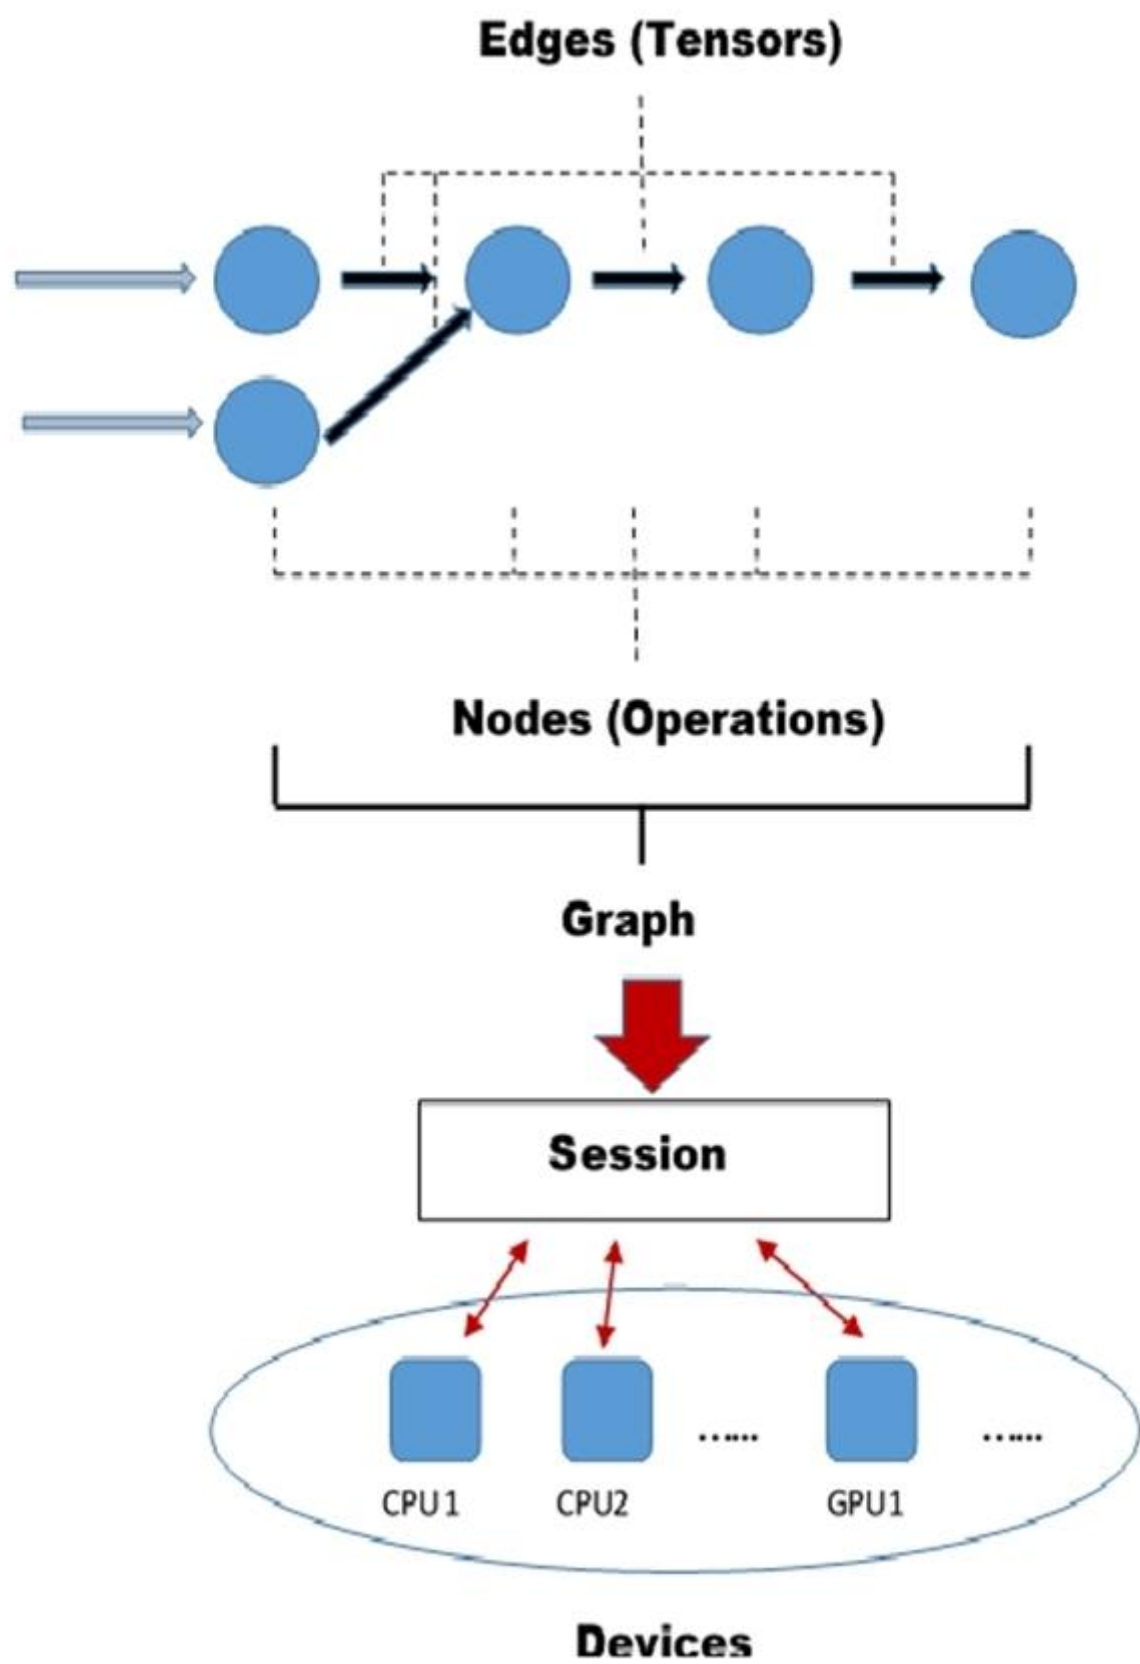 Edges (Tensors)
Nodes (Operations)
Graph
Session
...... ......
CPU1 CPU2 GPU1
Devices